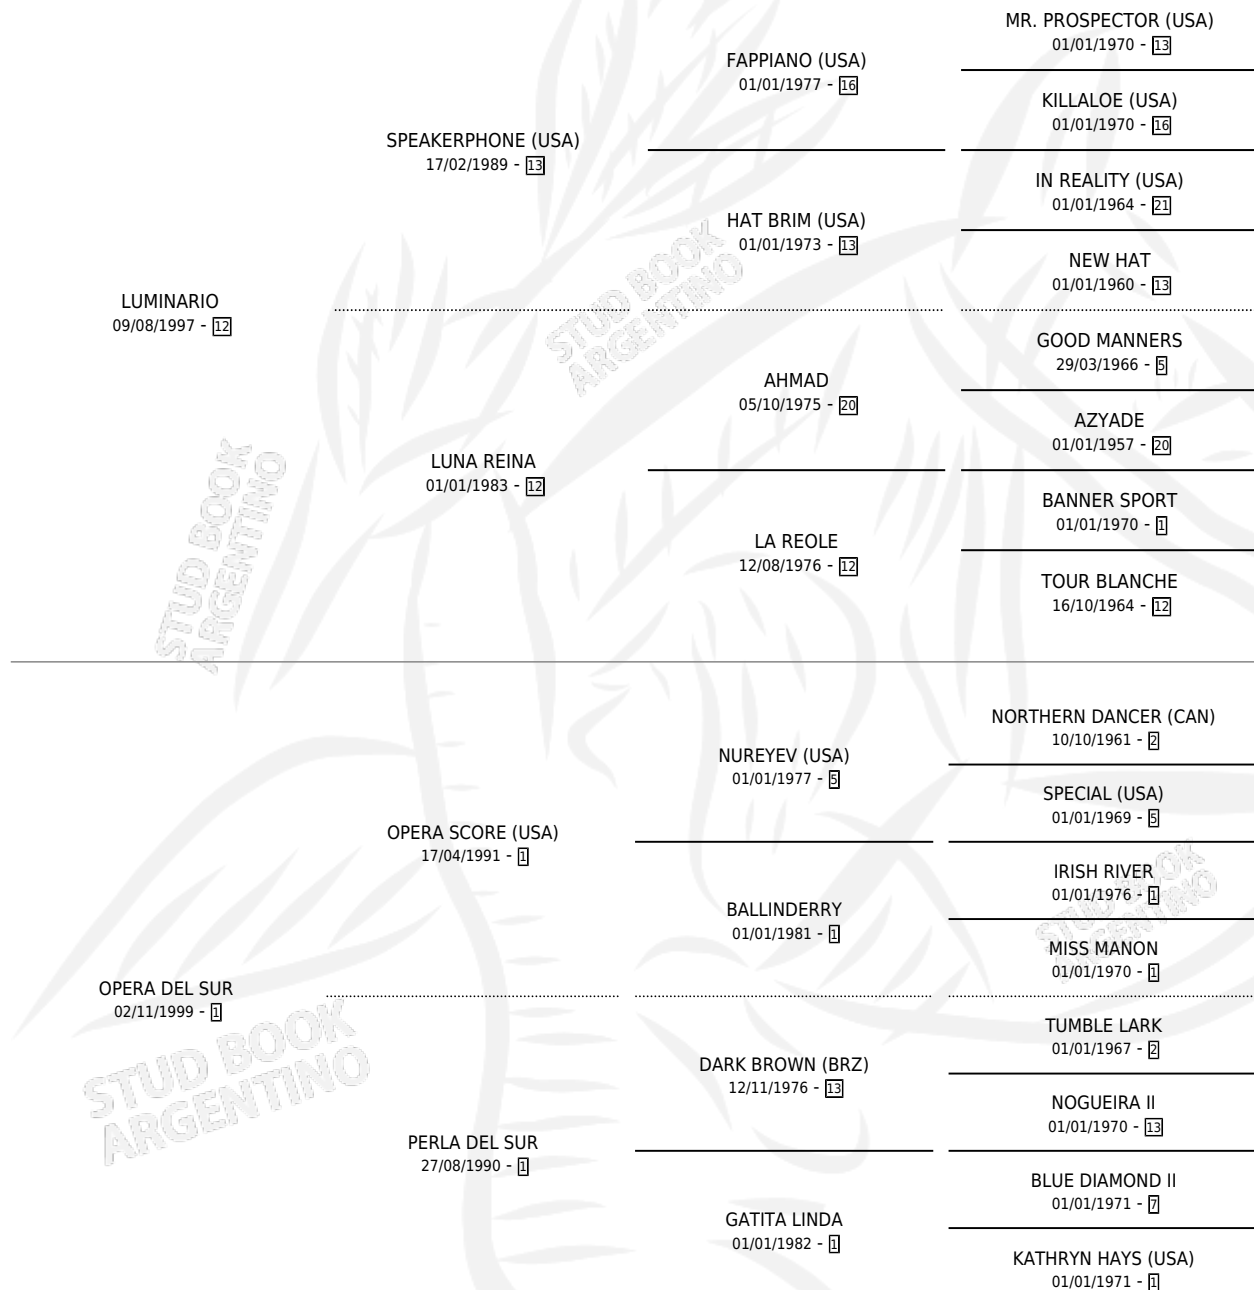 MR. PROSPECTOR (USA)
01/01/1970 - 13
FAPPIANO (USA)
01/01/1977 - 16
KILLALOE (USA)
01/01/1970 - 16
SPEAKERPHONE (USA)
17/02/1989 - 13
IN REALITY (USA)
01/01/1964 - 21
HAT BRIM (USA)
01/01/1973 - 13
NEW HAT
01/01/1960 - 13
LUMINARIO
09/08/1997 - 12
STUD BOOK
ARGENTINO
GOOD MANNERS
29/03/1966 - 5
AHMAD
05/10/1975 - 20
AZYADE
01/01/1957 - 20
LUNA REINA
01/01/1983 - 12
BANNER SPORT
01/01/1970 - 1
LA REOLE
12/08/1976 - 12
TOUR BLANCHE
16/10/1964 - 12
STUD BOOK
ARGENTINO
NORTHERN DANCER (CAN)
10/10/1961 - 2
NUREYEV (USA)
01/01/1977 - 5
SPECIAL (USA)
01/01/1969 - 5
OPERA SCORE (USA)
17/04/1991 - 1
IRISH RIVER
01/01/1976 - 1
BALLINDERRY
01/01/1981 - 1
STUD BOOK
ARGENTINO
MISS MANON
01/01/1970 - 1
OPERA DEL SUR
02/11/1999 - 1
STUD BOOK
ARGENTINO
TUMBLE LARK
01/01/1967 - 2
DARK BROWN (BRZ)
12/11/1976 - 13
NOGUEIRA II
01/01/1970 - 13
PERLA DEL SUR
27/08/1990 - 1
BLUE DIAMOND II
01/01/1971 - 7
GATITA LINDA
01/01/1982 - 1
KATHRYN HAYS (USA)
01/01/1971 - 1